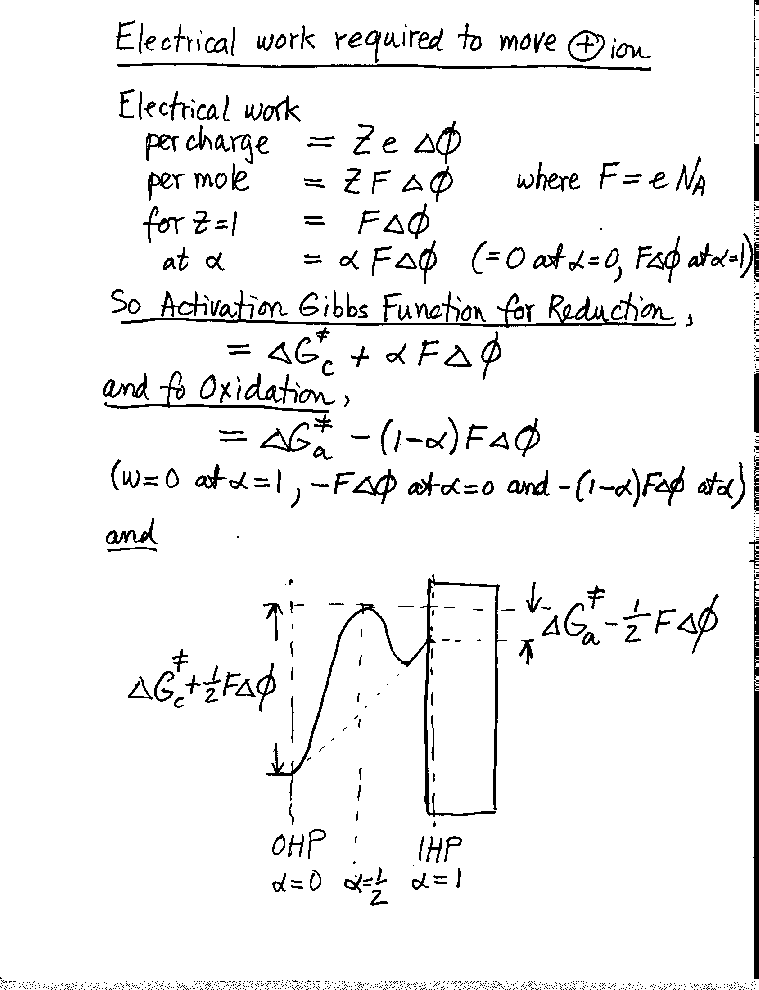 Electrical work required to move ⊕ ion
Electrical work
per charge = Z e Δϕ
per mole = Z F Δϕ where F = e N_A
for Z=1 = FΔϕ
at α = α FΔϕ (=0 at α=0, FΔϕ at α=1)
So Activation Gibbs Function for Reduction,
= ΔG_c^‡ + α F Δϕ
and fo Oxidation,
= ΔG_a^‡ - (1-α) F Δϕ
(w=0 at α=1, -FΔϕ at α=0 and -(1-α)FΔϕ at α)
and
ΔG_a^‡ - 1/2 F Δϕ
ΔG_c^‡ + 1/2 FΔϕ
OHP IHP
α=0 α=1/2 α=1